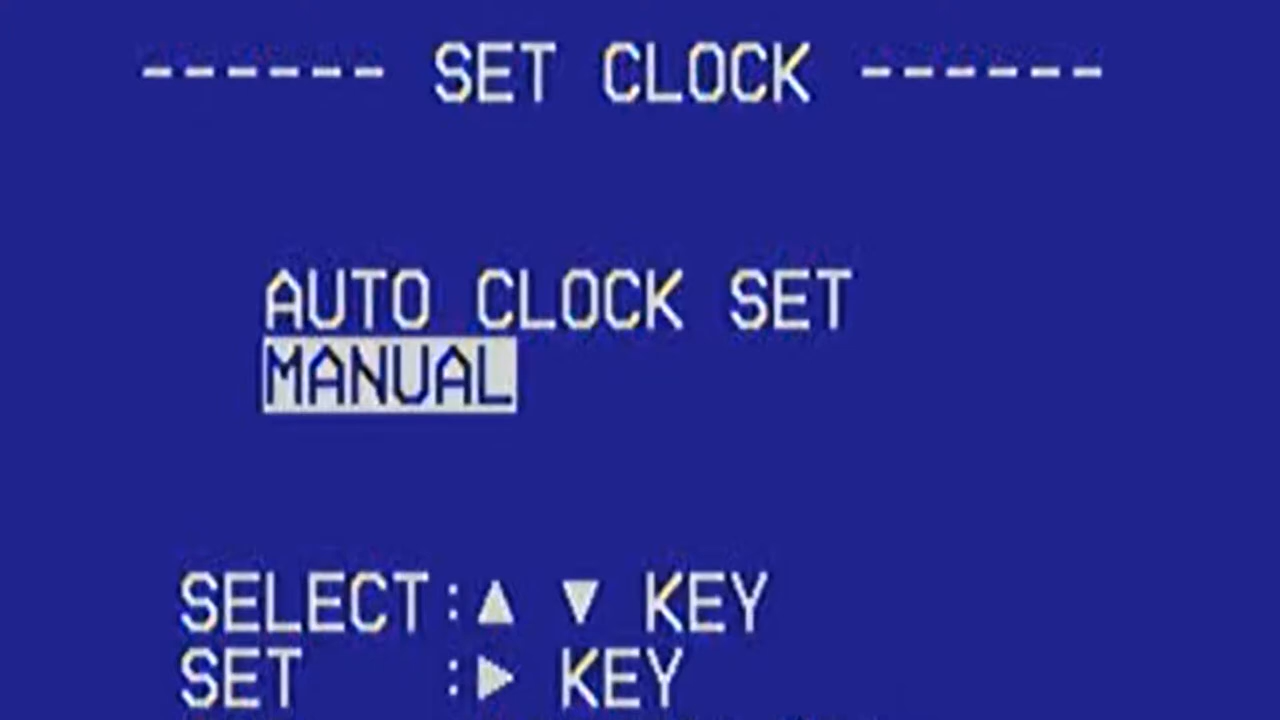 ------ SET CLOCK ------
AUTO CLOCK SET
MANUAL
SELECT:▲ ▼ KEY
SET :▶ KEY